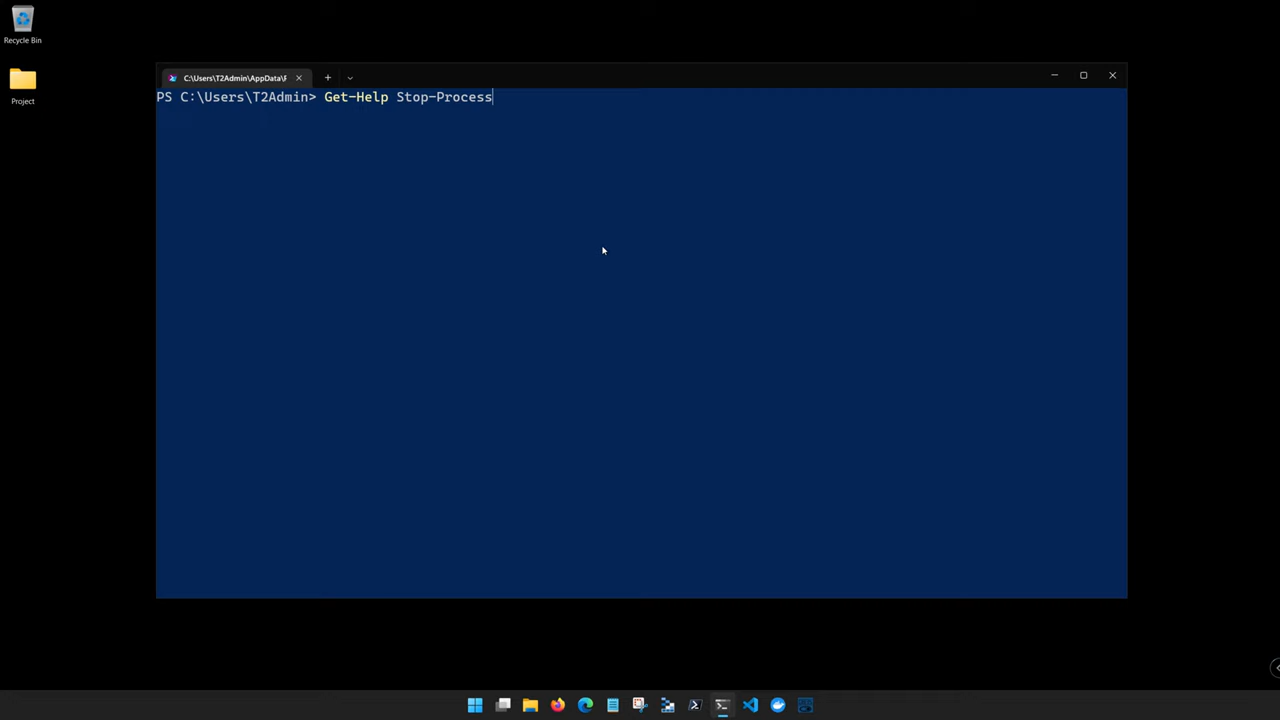 Recycle Bin
Project
C:\Users\T2Admin\AppData\F
PS C:\Users\T2Admin> Get-Help Stop-Process